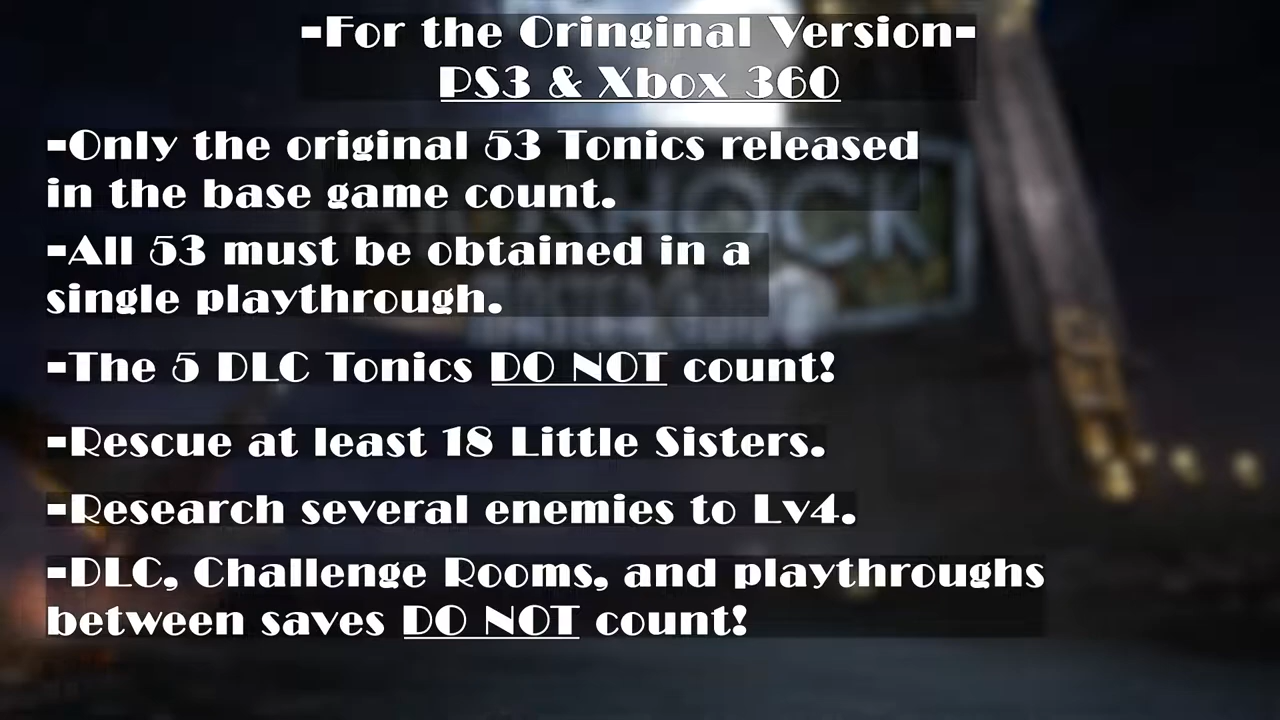 -For the Oringinal Version-
PS3 & Xbox 360
-Only the original 53 Tonics released
in the base game count.
-All 53 must be obtained in a
single playthrough.
-The 5 DLC Tonics DO NOT count!
-Rescue at least 18 Little Sisters.
-Research several enemies to Lv4.
-DLC, Challenge Rooms, and playthroughs
between saves DO NOT count!